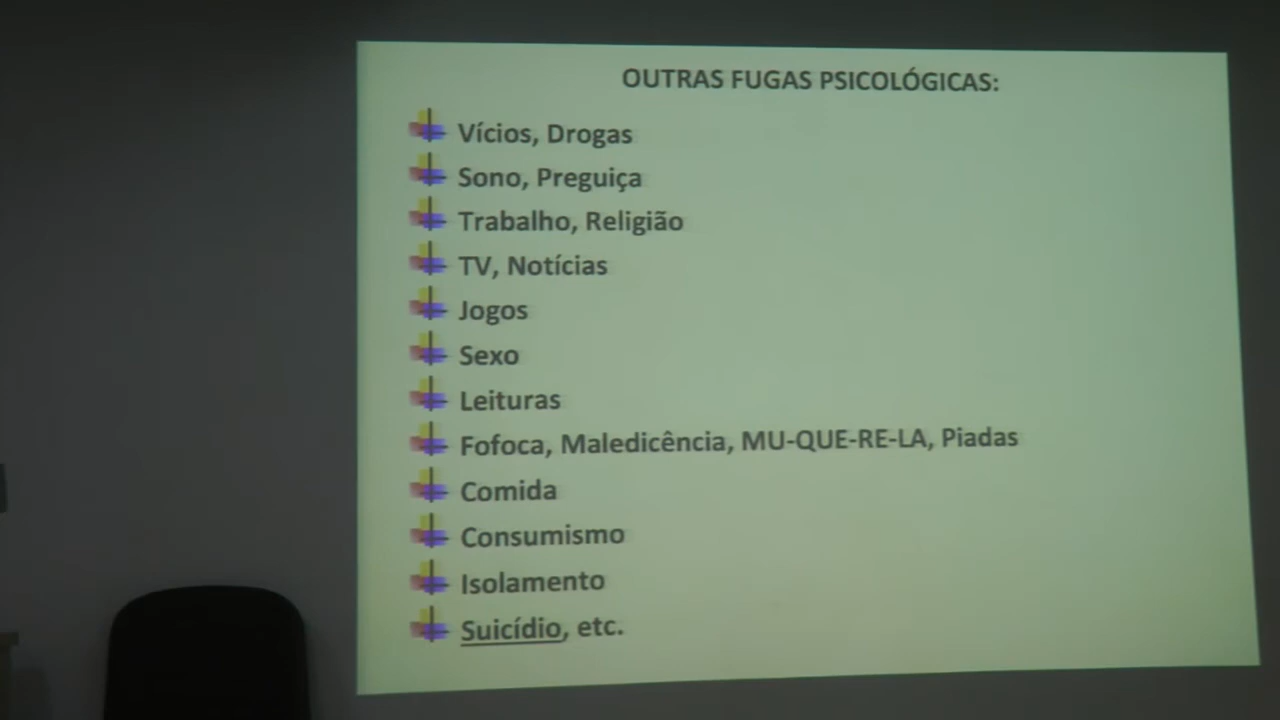 OUTRAS FUGAS PSICOLÓGICAS:
Vícios, Drogas
Sono, Preguiça
Trabalho, Religião
TV, Notícias
Jogos
Sexo
Leituras
Fofoca, Maledicência, MU-QUE-RE-LA, Piadas
Comida
Consumismo
Isolamento
Suicídio, etc.